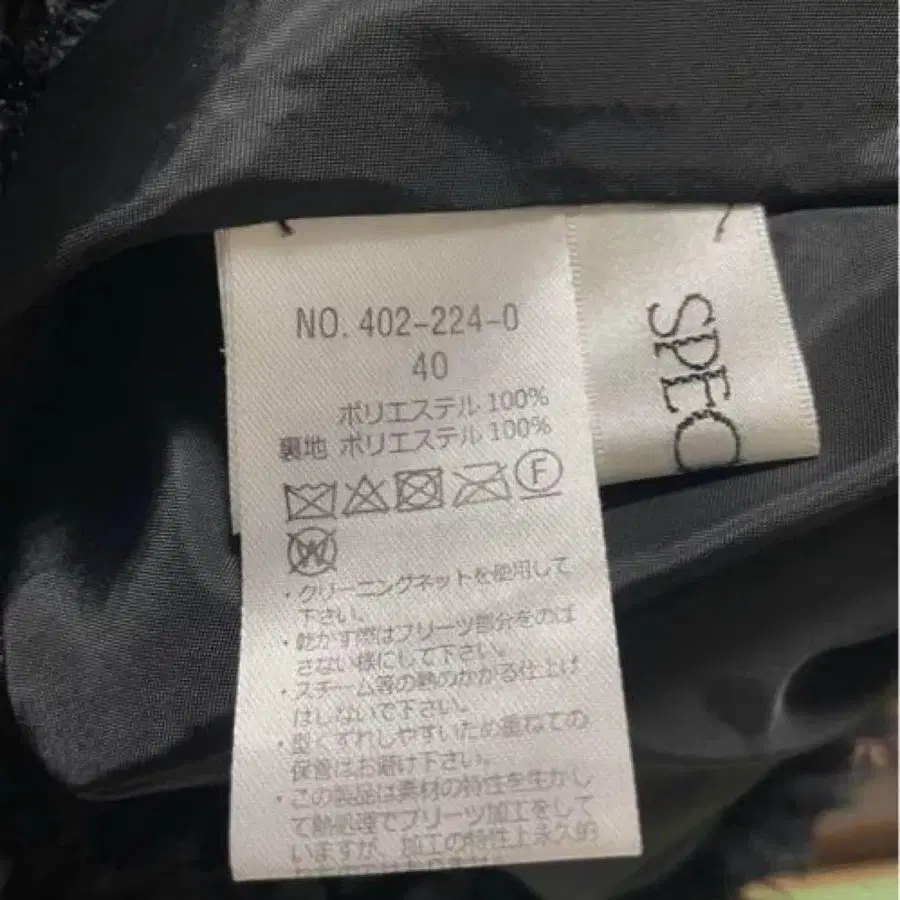 NO. 402-224-0
40
ポリエステル 100%
裏地 ポリエステル 100%
F
W
・クリーニングネットを使用して
下さい。
・乾かす際はプリーツ部分をのば
さない様にして下さい。
・スチーム等の熱のかかる仕上げ
はしないで下さい。
・型くずれしやすいため重ねての
保管はお避け下さい。
・この製品は素材の特性を生かし
て熱処理でプリーツ加工をして
いますが、加工の特性上永久的
SPEC